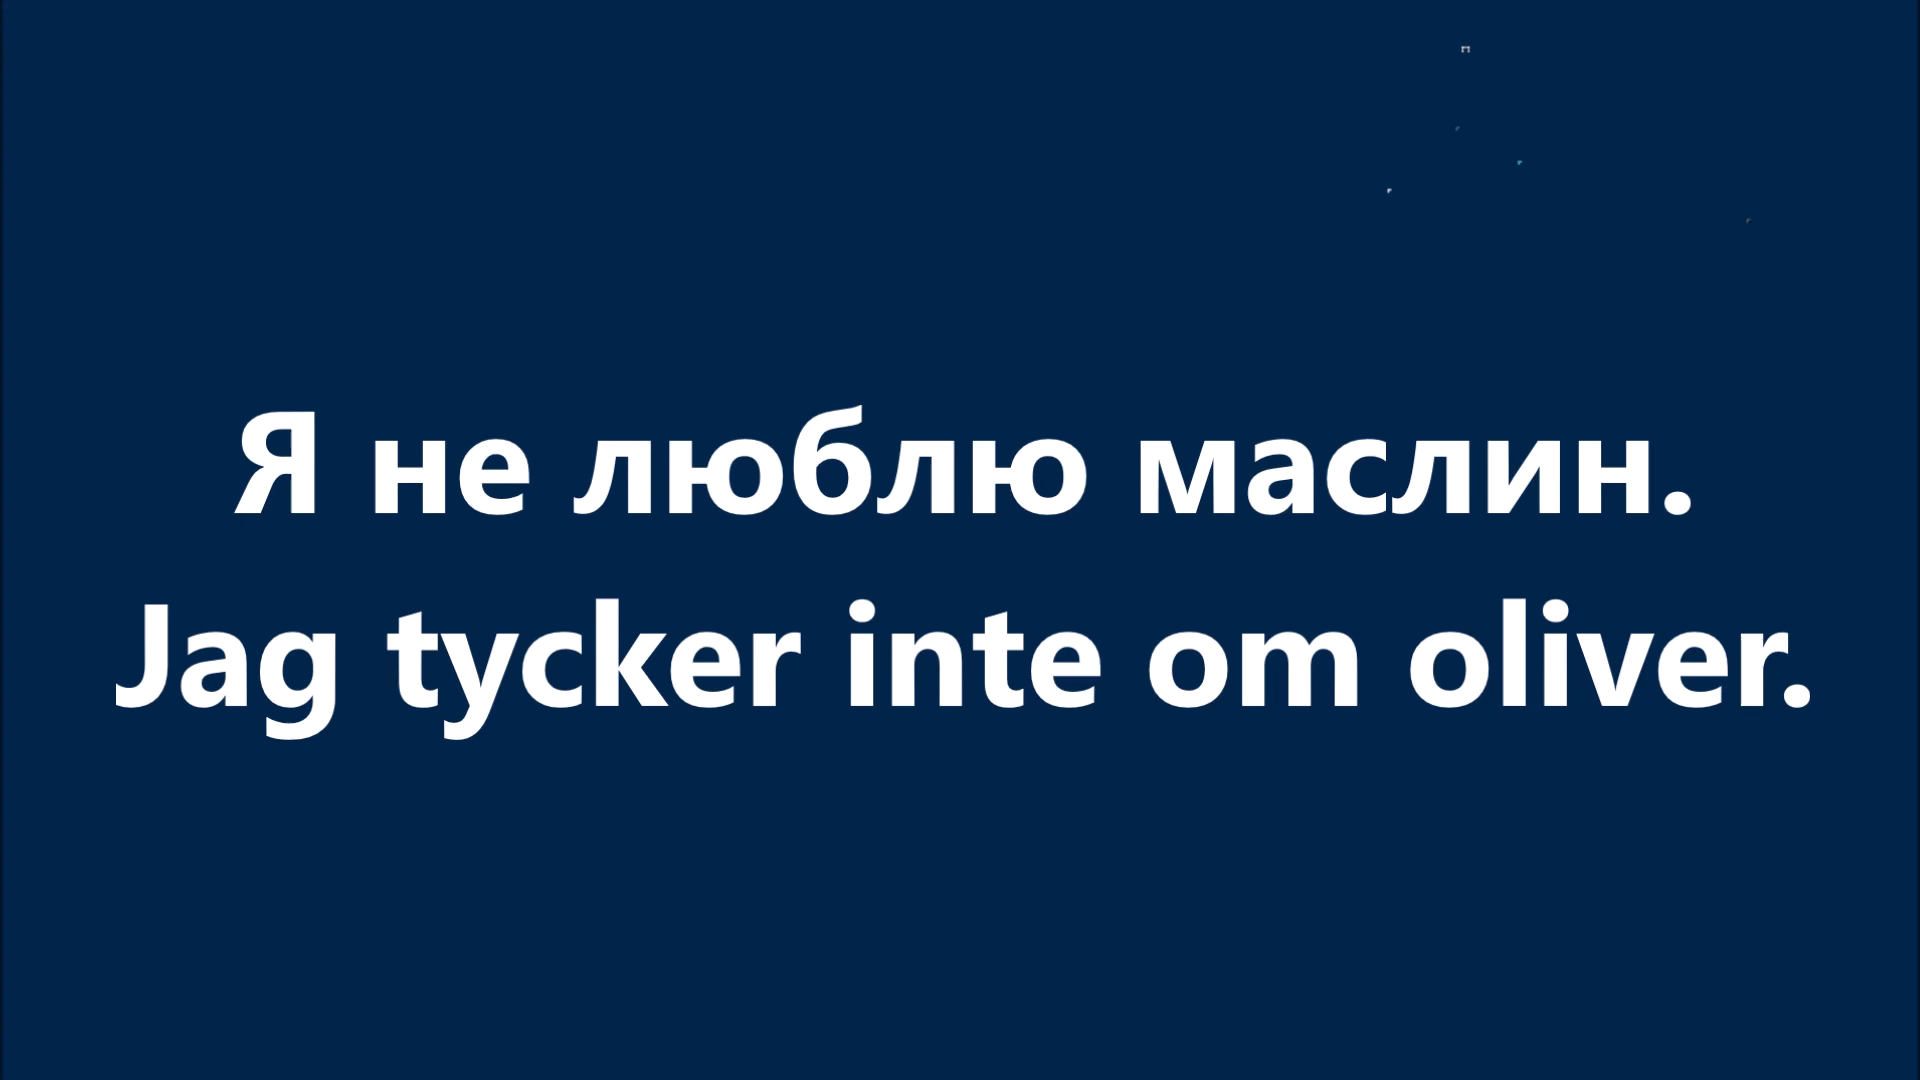 Я не люблю маслин.
Jag tycker inte om oliver.